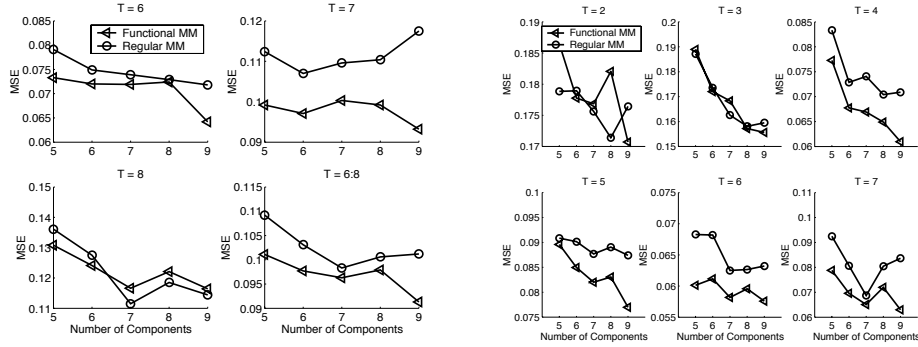 T = 6
0.085
0.08
0.075
0.07
0.065
0.06
MSE
5 6 7 8 9
Functional MM
Regular MM
T = 7
0.12
0.11
0.1
0.09
MSE
5 6 7 8 9
T = 8
0.15
0.14
0.13
0.12
0.11
MSE
5 6 7 8 9
Number of Components
T = 6:8
0.115
0.11
0.105
0.1
0.095
0.09
MSE
5 6 7 8 9
Number of Components
T = 2
0.19
0.185
0.18
0.175
0.17
MSE
5 6 7 8 9
Functional MM
Regular MM
T = 3
0.2
0.19
0.18
0.17
0.16
0.15
MSE
5 6 7 8 9
T = 4
0.085
0.08
0.075
0.07
0.065
0.06
MSE
5 6 7 8 9
T = 5
0.1
0.095
0.09
0.085
0.08
0.075
MSE
5 6 7 8 9
Number of Components
T = 6
0.075
0.07
0.065
0.06
0.055
MSE
5 6 7 8 9
Number of Components
T = 7
0.1
0.09
0.08
0.07
0.06
MSE
5 6 7 8 9
Number of Components